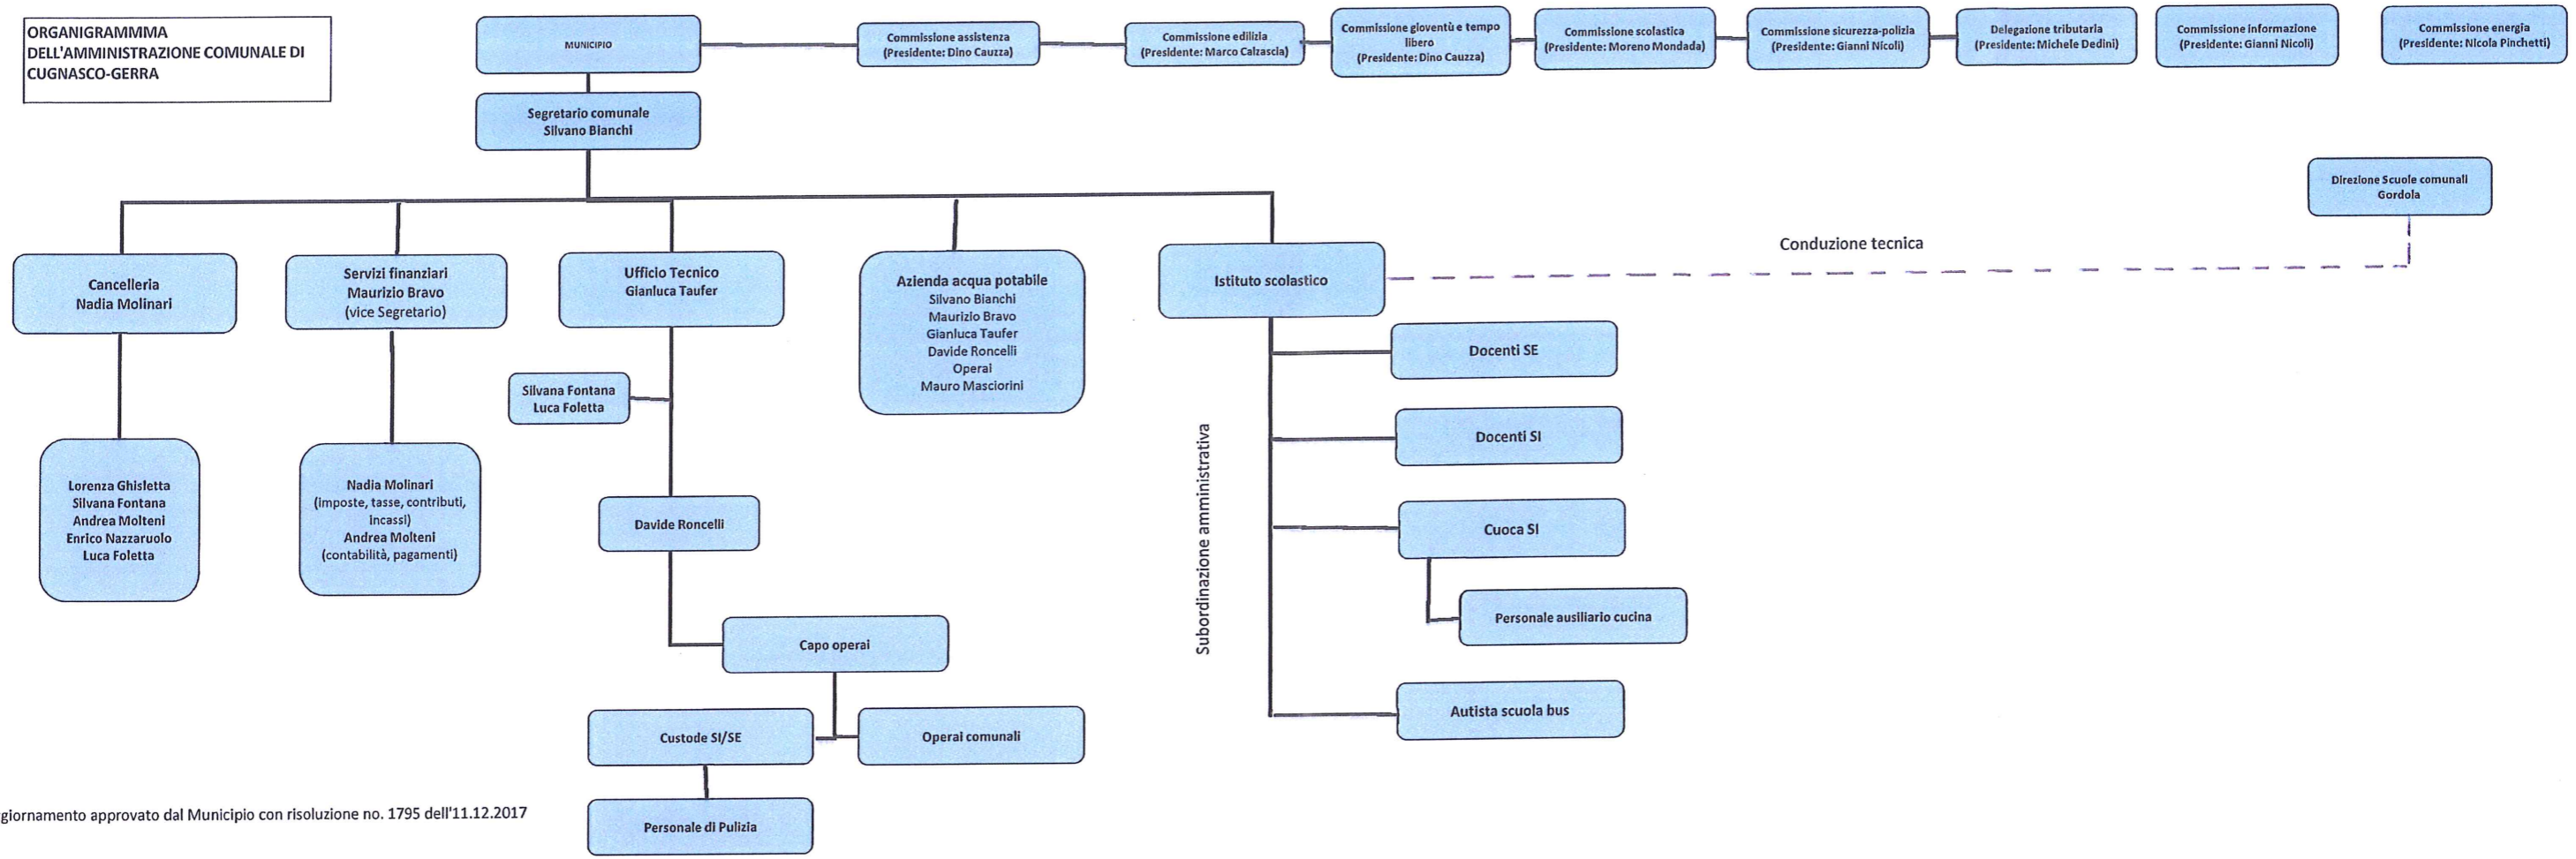 ORGANIGRAMMMA
DELL'AMMINISTRAZIONE COMUNALE DI
CUGNASCO-GERRA
MUNICIPIO
Commissione assistenza
(Presidente: Dino Cauzza)
Commissione edilizia
(Presidente: Marco Calzascia)
Commissione gioventù e tempo
libero
(Presidente: Dino Cauzza)
Commissione scolastica
(Presidente: Moreno Mondada)
Commissione sicurezza-polizia
(Presidente: Gianni Nicoli)
Delegazione tributaria
(Presidente: Michele Dedini)
Commissione informazione
(Presidente: Gianni Nicoli)
Commissione energia
(Presidente: Nicola Pinchetti)
Segretario comunale
Silvano Bianchi
Direzione Scuole comunali
Gordola
Conduzione tecnica
Cancelleria
Nadia Molinari
Servizi finanziari
Maurizio Bravo
(vice Segretario)
Ufficio Tecnico
Gianluca Taufer
Azienda acqua potabile
Silvano Bianchi
Maurizio Bravo
Gianluca Taufer
Davide Roncelli
Operai
Mauro Masciorini
Istituto scolastico
Silvana Fontana
Luca Foletta
Lorenza Ghisletta
Silvana Fontana
Andrea Molteni
Enrico Nazzaruolo
Luca Foletta
Nadia Molinari
(imposte, tasse, contributi,
incassi)
Andrea Molteni
(contabilità, pagamenti)
Davide Roncelli
Capo operai
Custode SI/SE
Operai comunali
Personale di Pulizia
Subordinazione amministrativa
Docenti SE
Docenti SI
Cuoca SI
Personale ausiliario cucina
Autista scuola bus
giornamento approvato dal Municipio con risoluzione no. 1795 dell'11.12.2017